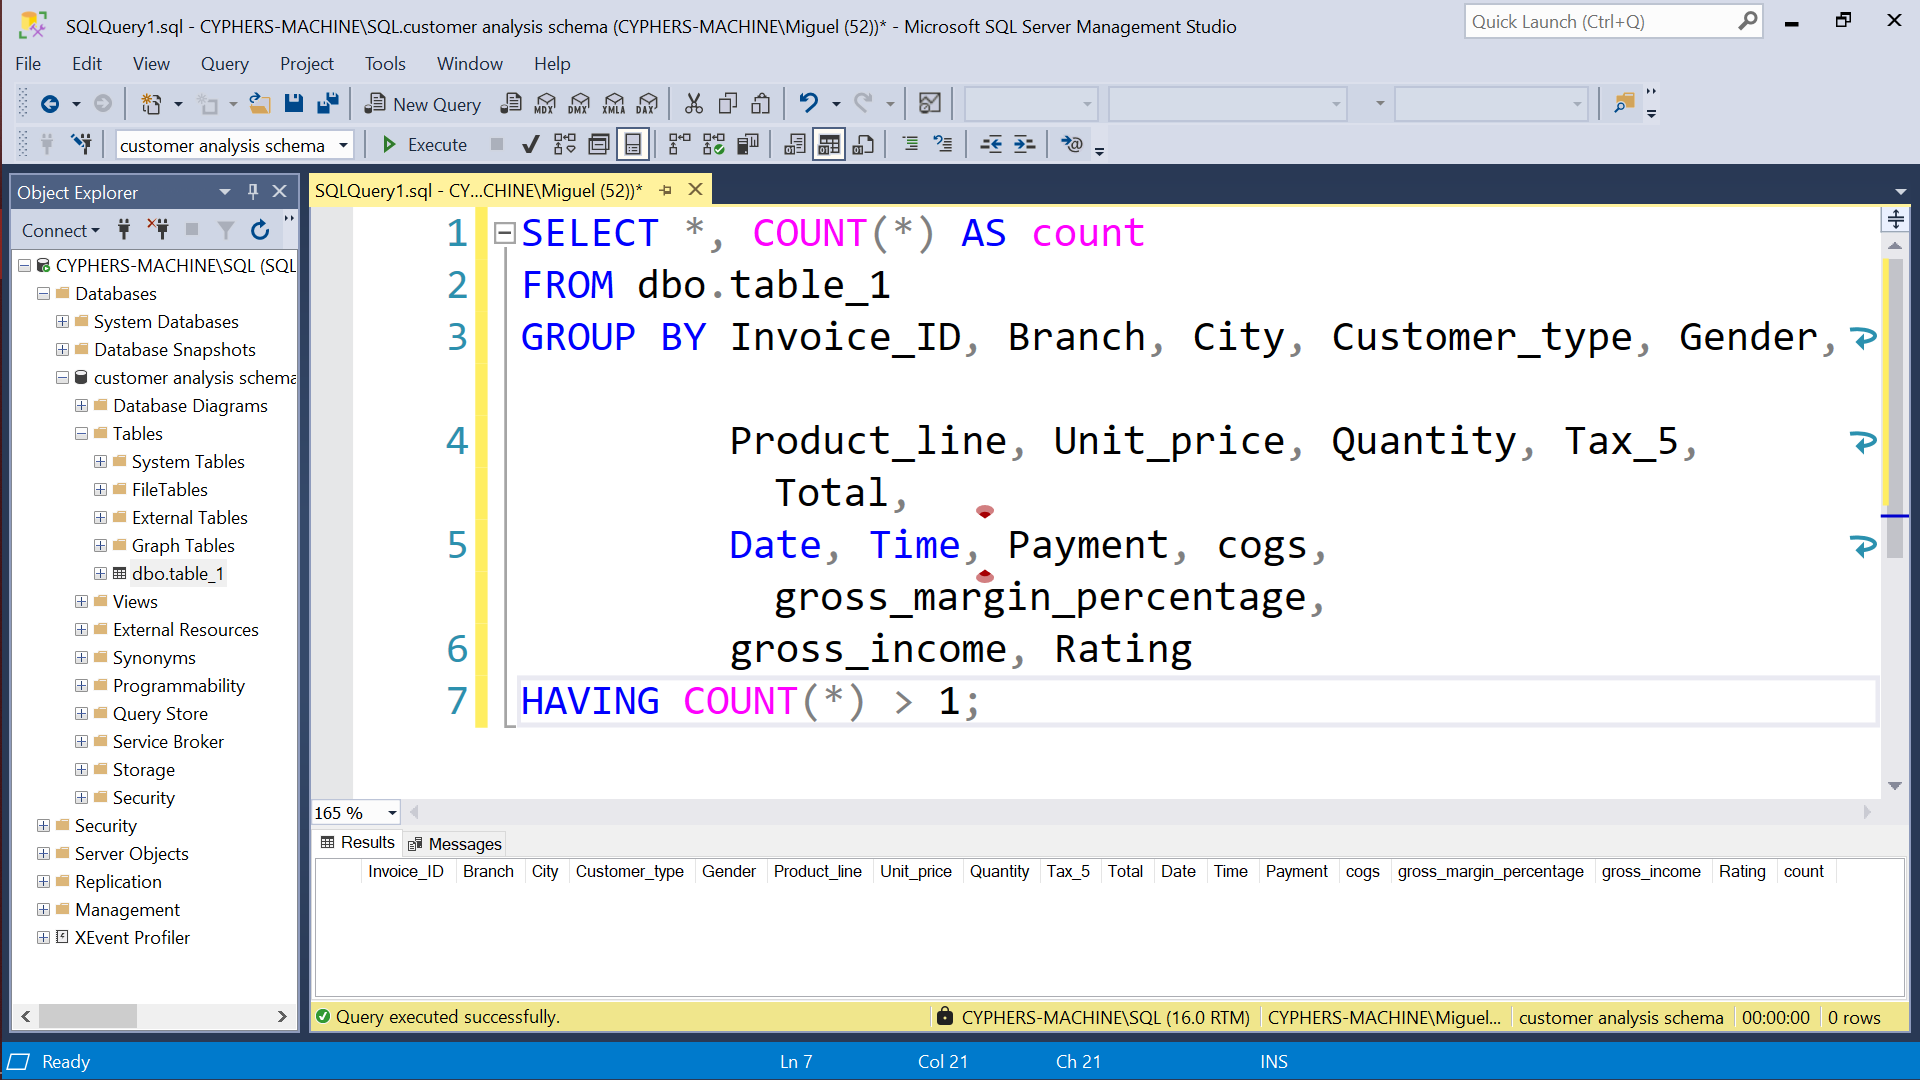 SQLQuery1.sql - CYPHERS-MACHINE\SQL.customer analysis schema (CYPHERS-MACHINE\Miguel (52))* - Microsoft SQL Server Management Studio
Quick Launch (Ctrl+Q)
File Edit View Query Project Tools Window Help
New Query MDX DMX XMLA DAX
customer analysis schema Execute
Object Explorer
SQLQuery1.sql - CY...CHINE\Miguel (52))*
Connect
CYPHERS-MACHINE\SQL (SQL
Databases
System Databases
Database Snapshots
customer analysis schema
Database Diagrams
Tables
System Tables
FileTables
External Tables
Graph Tables
dbo.table_1
Views
External Resources
Synonyms
Programmability
Query Store
Service Broker
Storage
Security
Security
Server Objects
Replication
Management
XEvent Profiler
1 SELECT *, COUNT(*) AS count
2 FROM dbo.table_1
3 GROUP BY Invoice_ID, Branch, City, Customer_type, Gender,
4 Product_line, Unit_price, Quantity, Tax_5,
Total,
5 Date, Time, Payment, cogs,
gross_margin_percentage,
6 gross_income, Rating
7 HAVING COUNT(*) > 1;
165 %
Results Messages
Invoice_ID Branch City Customer_type Gender Product_line Unit_price Quantity Tax_5 Total Date Time Payment cogs gross_margin_percentage gross_income Rating count
Query executed successfully. CYPHERS-MACHINE\SQL (16.0 RTM) CYPHERS-MACHINE\Miguel... customer analysis schema 00:00:00 0 rows
Ready Ln 7 Col 21 Ch 21 INS